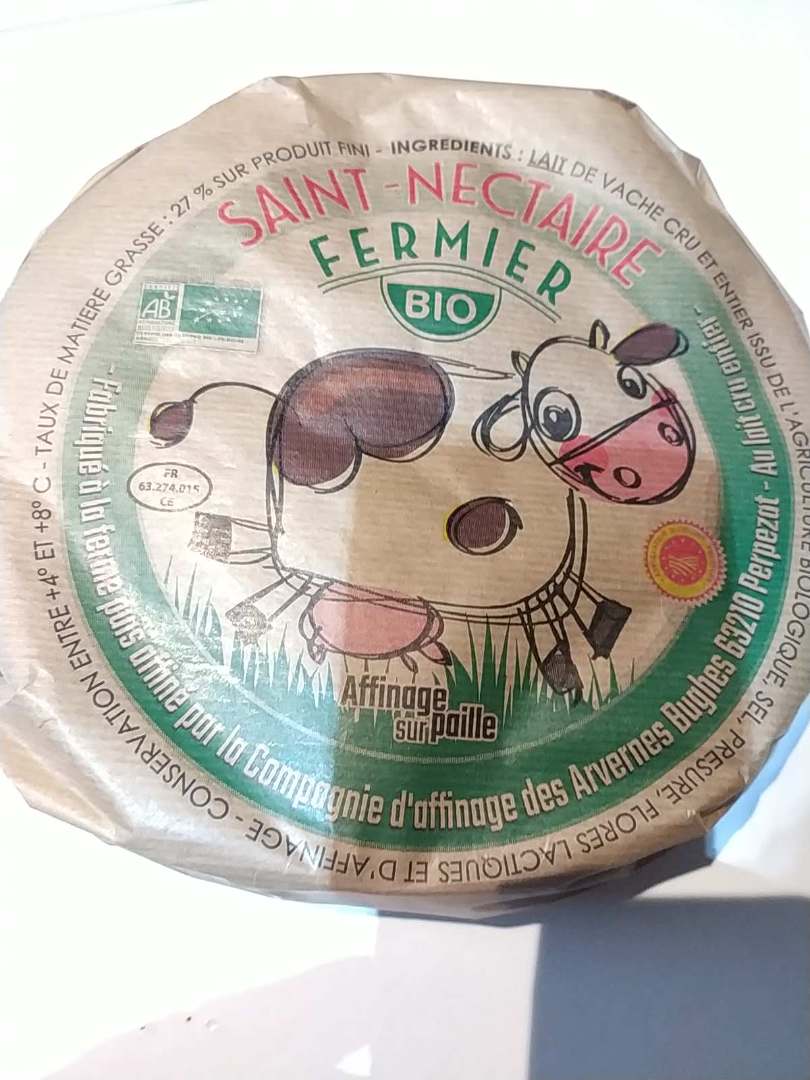 SAINT-NECTAIRE
FERMIER
BIO
AB
FR
63.274.015
CE
Affinage
sur paille
- Fabriqué à la ferme puis affiné par la Compagnie d'affinage des Arvernes Bughes 63210 Perpezat - Au lait cru entier -
CONSERVATION ENTRE +4° ET +8° C - TAUX DE MATIERE GRASSE : 27 % SUR PRODUIT FINI - INGREDIENTS : LAIT DE VACHE CRU ET ENTIER ISSU DE L'AGRICULTURE BIOLOGIQUE, SEL, PRESURE, FLORES LACTIQUES ET D'AFFINAGE -